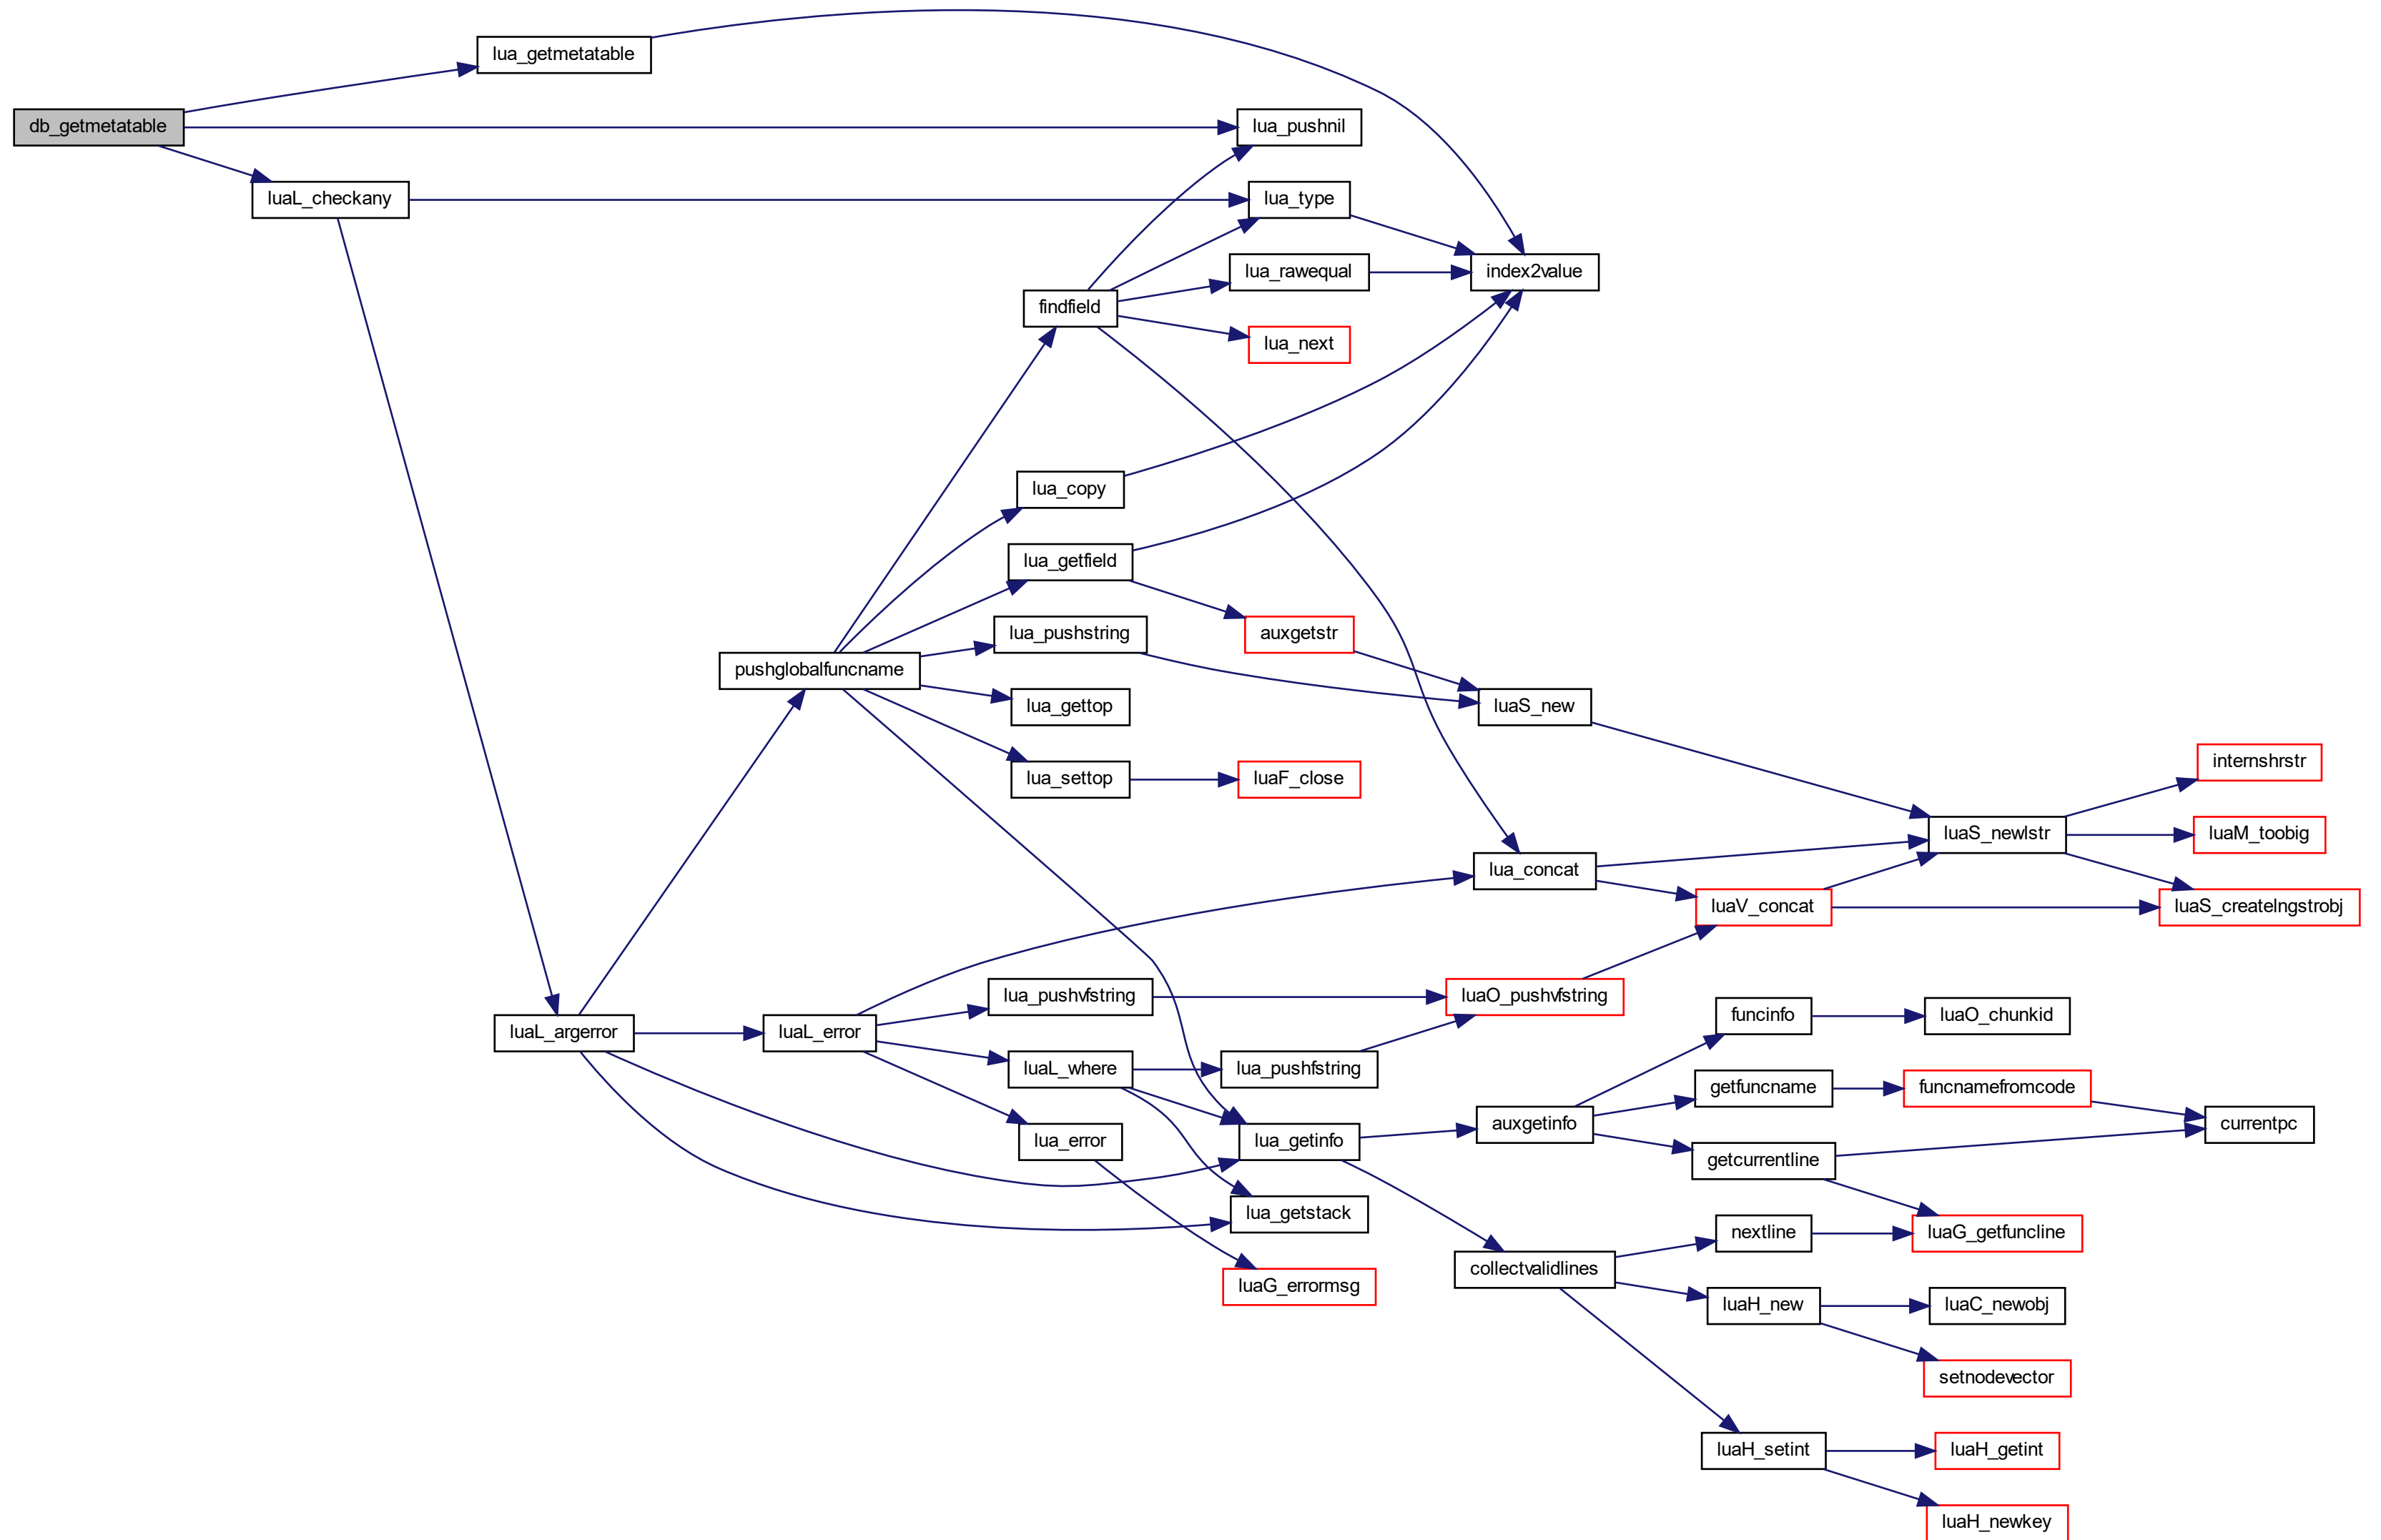 lua_getmetatable
db_getmetatable
lua_pushnil
luaL_checkany
lua_type
lua_rawequal
index2value
findfield
lua_next
lua_copy
lua_getfield
lua_pushstring
auxgetstr
pushglobalfuncname
lua_gettop
luaS_new
lua_settop
luaF_close
internshrstr
luaS_newlstr
luaM_toobig
lua_concat
luaV_concat
luaS_createlngstrobj
lua_pushvfstring
luaO_pushvfstring
luaL_argerror
luaL_error
funcinfo
luaO_chunkid
luaL_where
lua_pushfstring
getfuncname
funcnamefromcode
lua_error
lua_getinfo
auxgetinfo
currentpc
getcurrentline
lua_getstack
nextline
luaG_getfuncline
luaG_errormsg
collectvalidlines
luaH_new
luaC_newobj
setnodevector
luaH_setint
luaH_getint
luaH_newkey